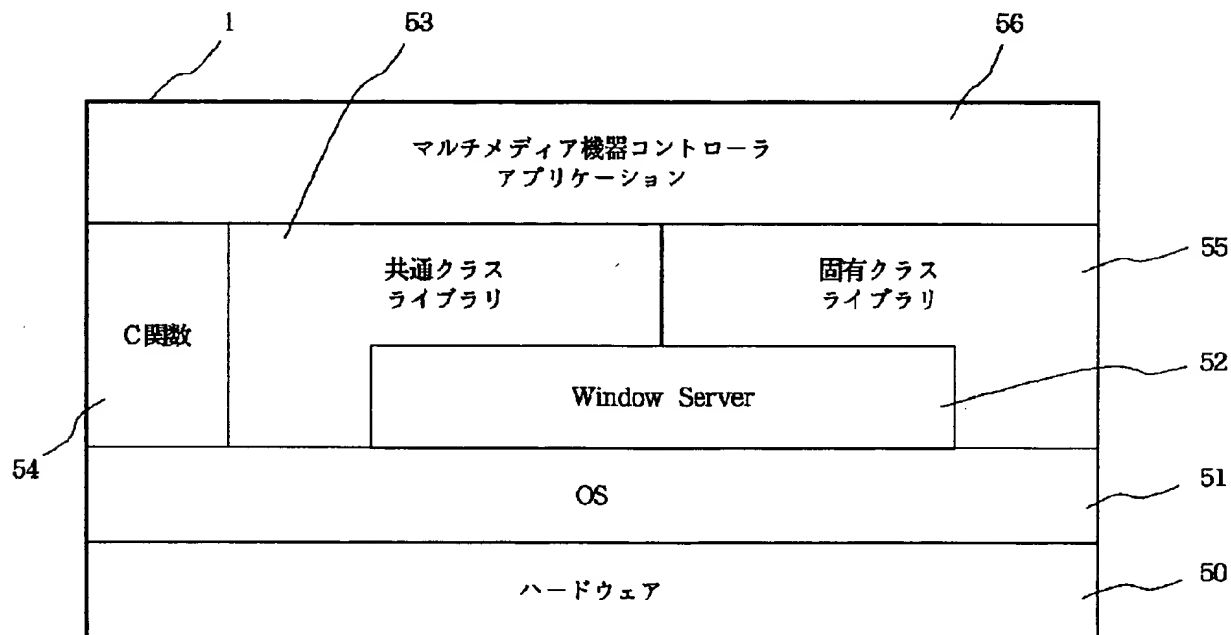 1
53
56
マルチメディア機器コントローラ
アプリケーション
共通クラス
ライブラリ
固有クラス
ライブラリ
55
C関数
Window Server
52
54
OS
51
ハードウェア
50